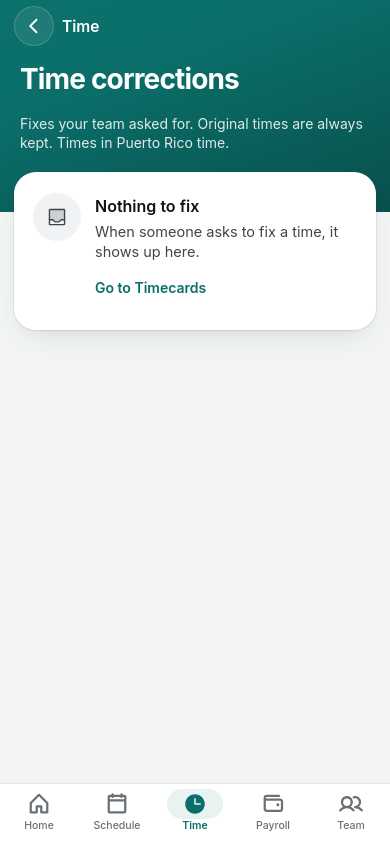 Time
Time corrections
Fixes your team asked for. Original times are always
kept. Times in Puerto Rico time.
Nothing to fix
When someone asks to fix a time, it
shows up here.
Go to Timecards
Home
Schedule
Time
Payroll
Team